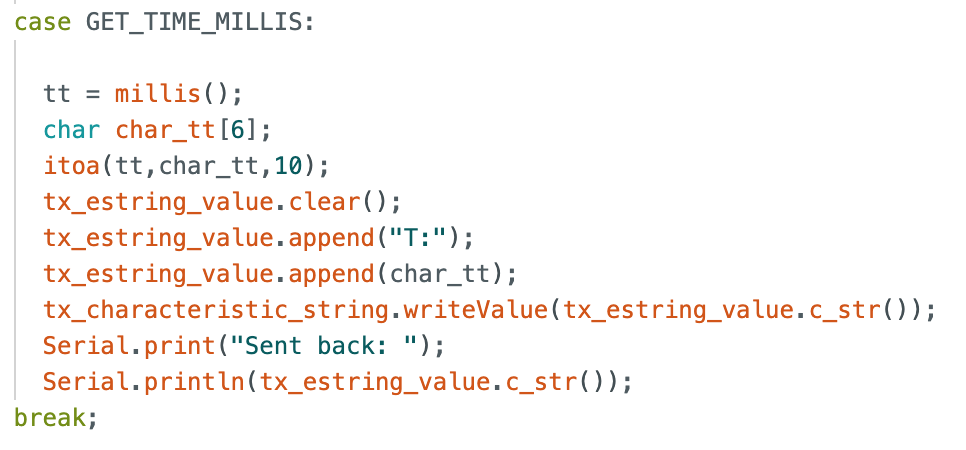 case GET_TIME_MILLIS:
tt = millis();
char char_tt[6];
itoa(tt,char_tt,10);
tx_estring_value.clear();
tx_estring_value.append("T:");
tx_estring_value.append(char_tt);
tx_characteristic_string.writeValue(tx_estring_value.c_str());
Serial.print("Sent back: ");
Serial.println(tx_estring_value.c_str());
break;